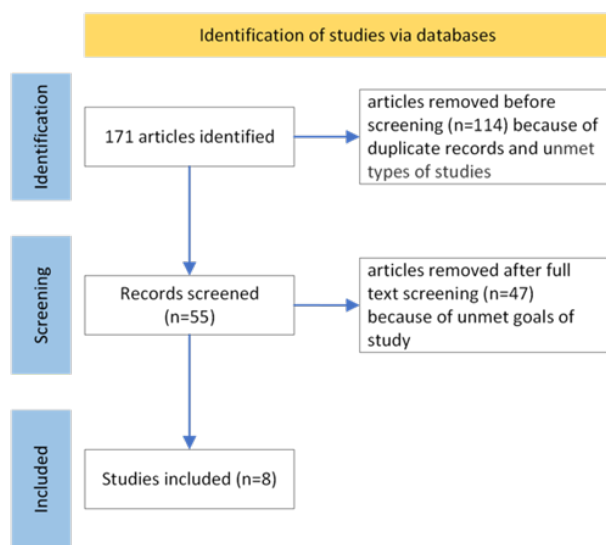 Identification of studies via databases
Identification
171 articles identified
articles removed before
screening (n=114) because of
duplicate records and unmet
types of studies
Screening
Records screened
(n=55)
articles removed after full
text screening (n=47)
because of unmet goals of
study
Included
Studies included (n=8)